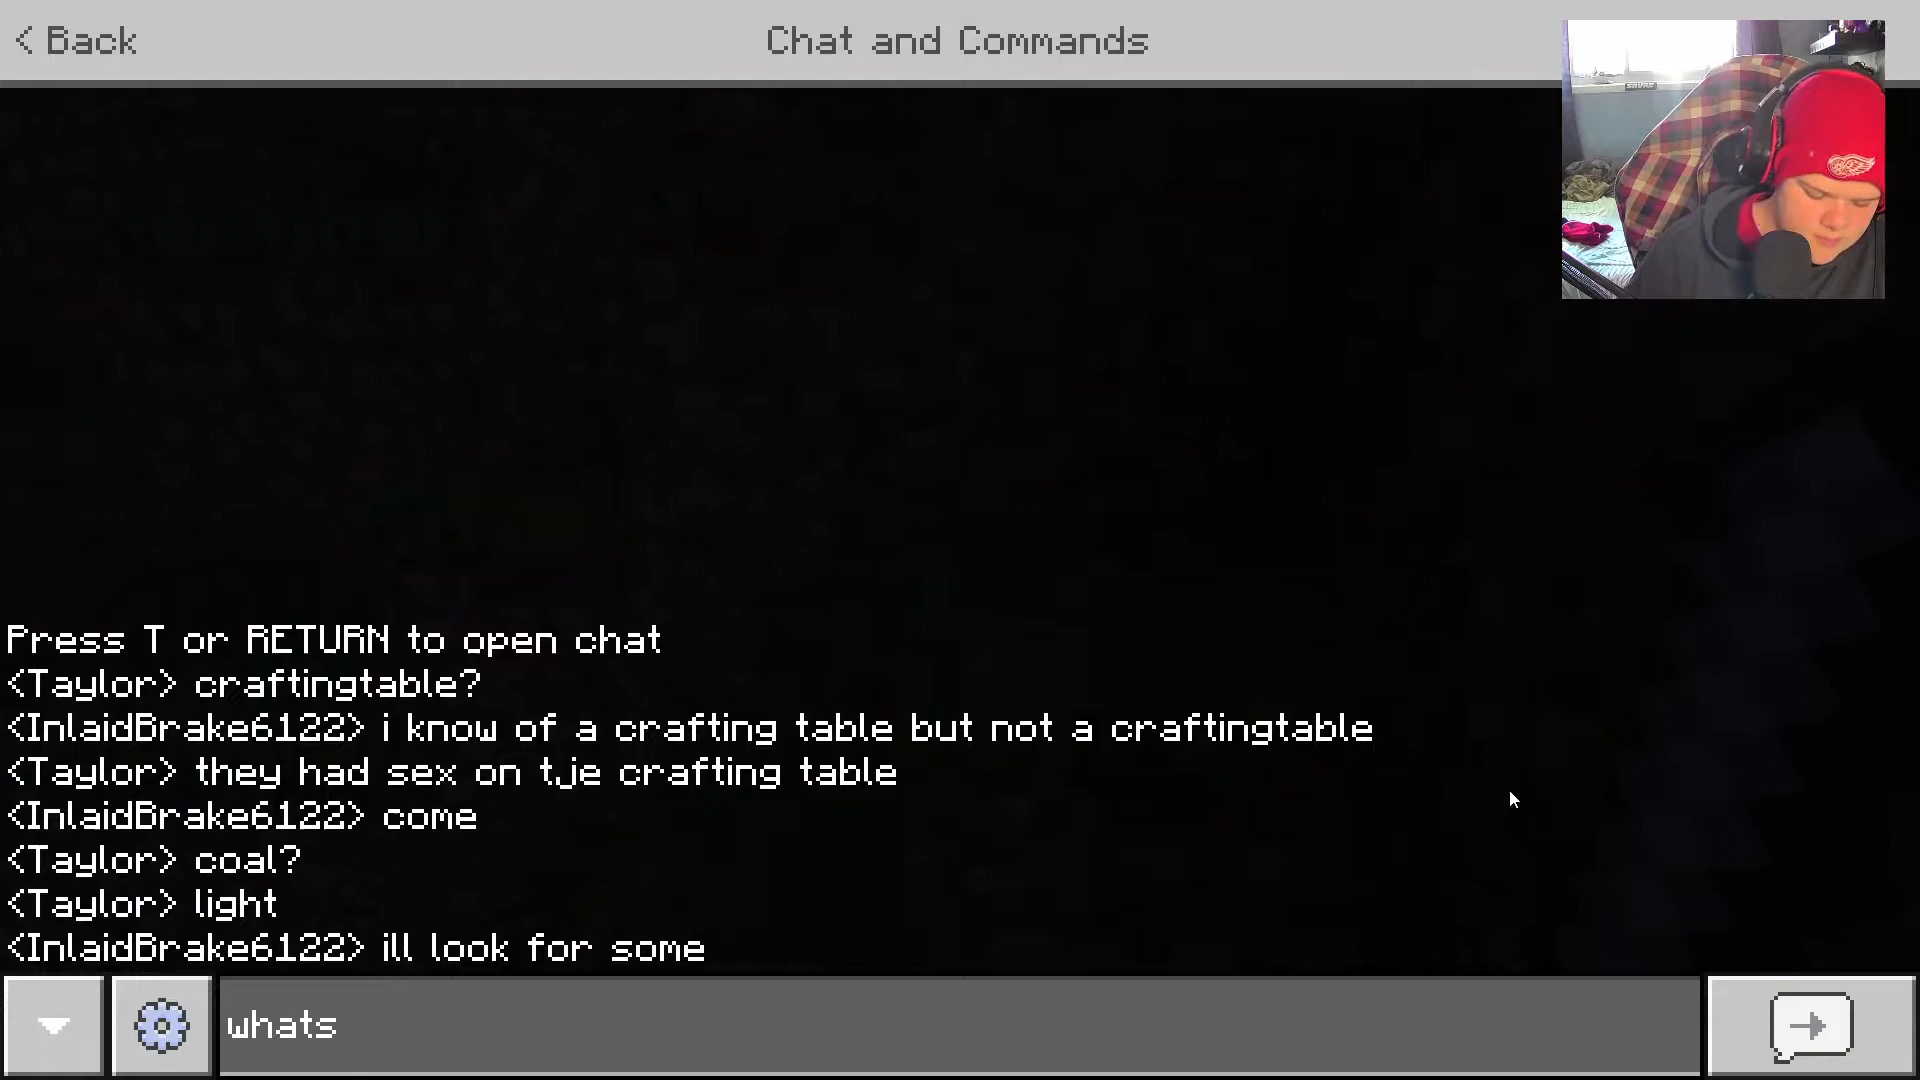 < Back
Chat and Commands
Press T or RETURN to open chat
<Taylor> craftingtable?
<InlaidBrake6122> i know of a crafting table but not a craftingtable
<Taylor> they had sex on tje crafting table
<InlaidBrake6122> come
<Taylor> coal?
<Taylor> light
<InlaidBrake6122> ill look for some
whats